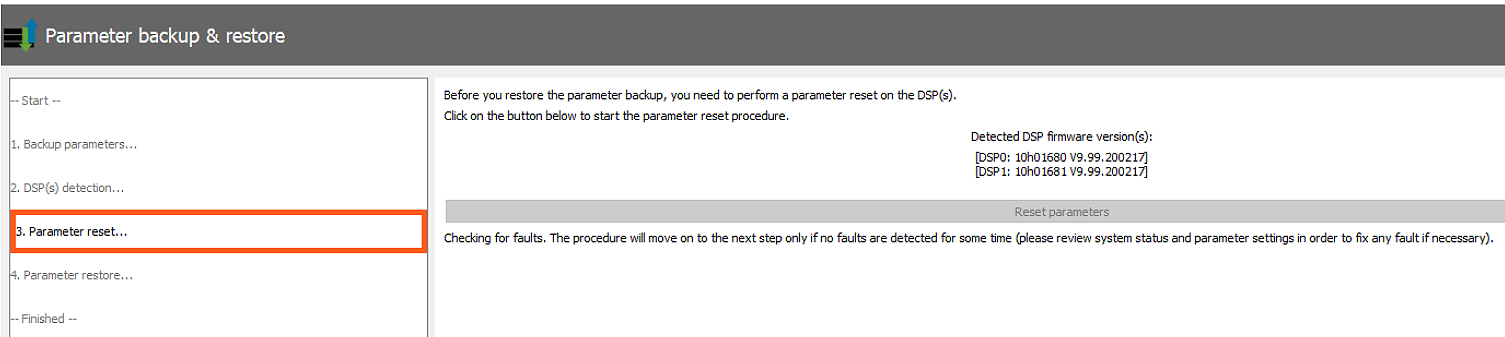 Parameter backup & restore
-- Start --
1. Backup parameters...
2. DSP(s) detection...
3. Parameter reset...
4. Parameter restore...
-- Finished --
Before you restore the parameter backup, you need to perform a parameter reset on the DSP(s).
Click on the button below to start the parameter reset procedure.
Detected DSP firmware version(s):
[DSP0: 10h01680 V9.99.200217]
[DSP1: 10h01681 V9.99.200217]
Reset parameters
Checking for faults. The procedure will move on to the next step only if no faults are detected for some time (please review system status and parameter settings in order to fix any fault if necessary).